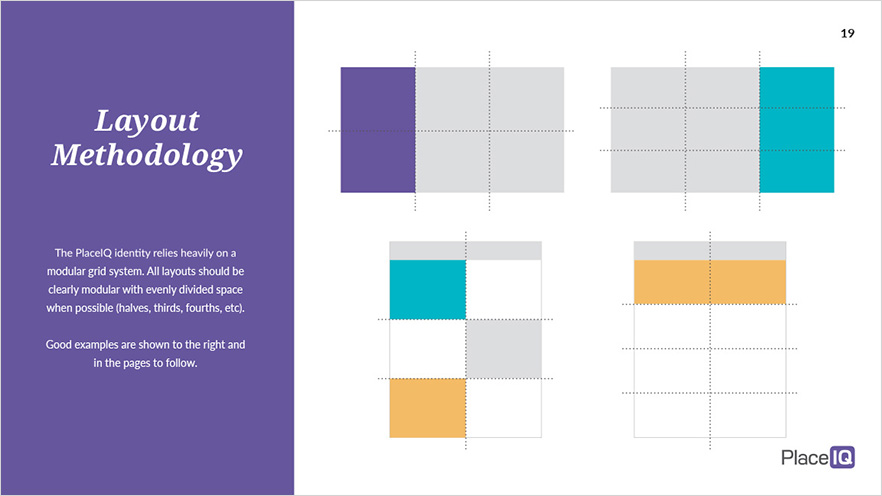 19
Layout
Methodology
The PlaceIQ identity relies heavily on a
modular grid system. All layouts should be
clearly modular with evenly divided space
when possible (halves, thirds, fourths, etc).
Good examples are shown to the right and
in the pages to follow.
PlaceIQ